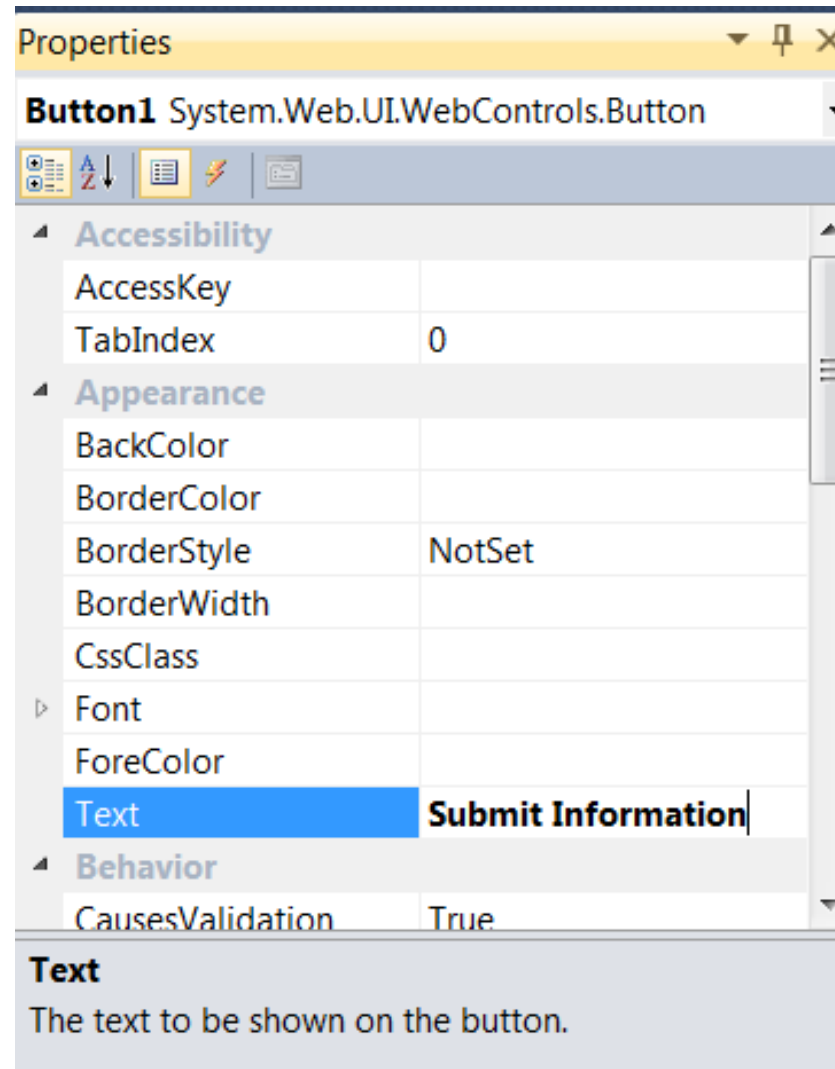 Properties
Button1 System.Web.UI.WebControls.Button
Accessibility
AccessKey
TabIndex 0
Appearance
BackColor
BorderColor
BorderStyle NotSet
BorderWidth
CssClass
Font
ForeColor
Text Submit Information
Behavior
CausesValidation True
Text
The text to be shown on the button.